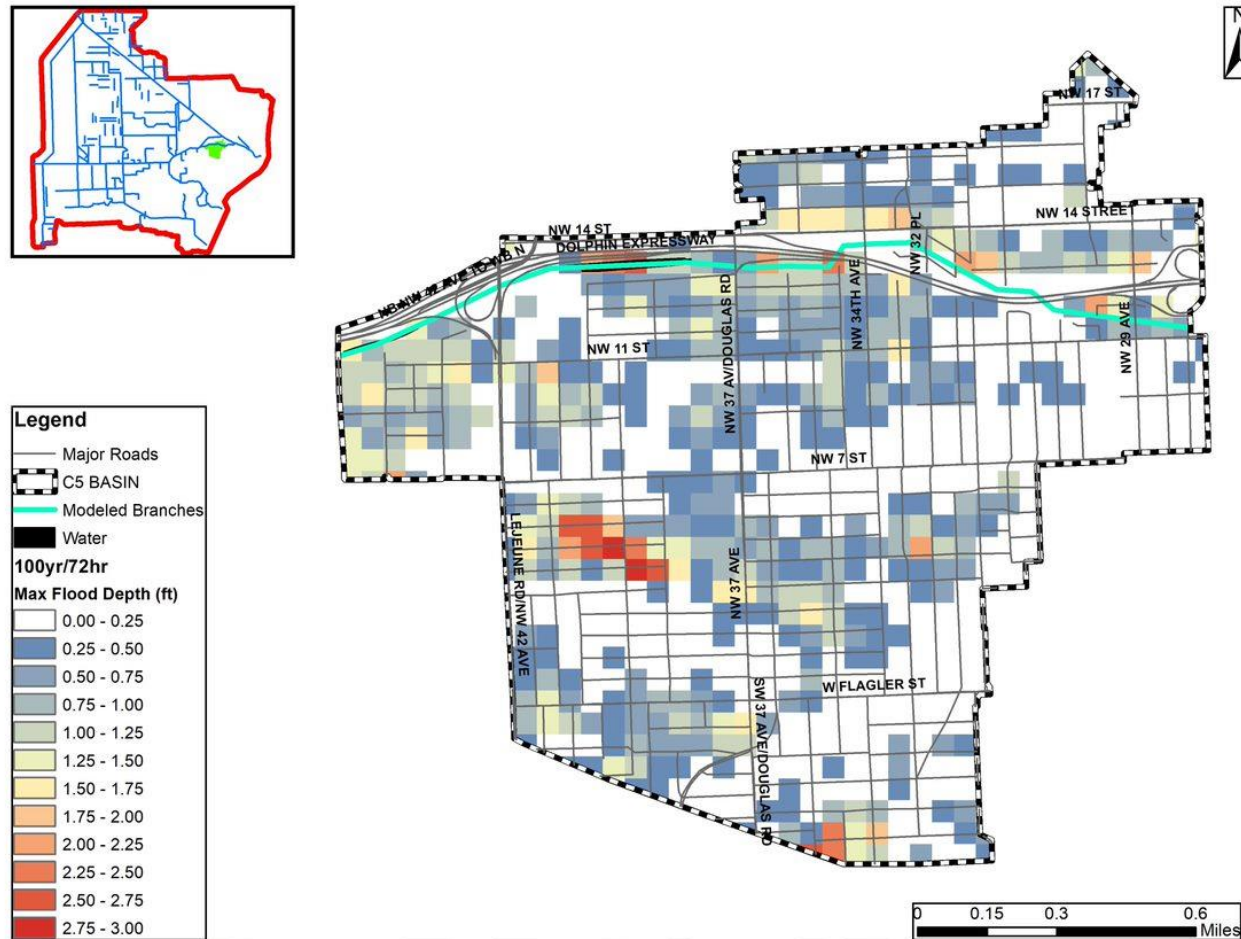 N
NW 17 ST
NW 14 STREET
NW 14 ST
DOLPHIN EXPRESSWAY
NW 32 PL
NW 34TH AVE
NW 37 AV/DOUGLAS RD
NW 29 AVE
NW 11 ST
NW 7 ST
LEJEUNE RD/NW 42 AVE
NW 37 AVE
W FLAGLER ST
SW 37 AVE/DOUGLAS RD
Legend
Major Roads
C5 BASIN
Modeled Branches
Water
100yr/72hr
Max Flood Depth (ft)
0.00 - 0.25
0.25 - 0.50
0.50 - 0.75
0.75 - 1.00
1.00 - 1.25
1.25 - 1.50
1.50 - 1.75
1.75 - 2.00
2.00 - 2.25
2.25 - 2.50
2.50 - 2.75
2.75 - 3.00
0 0.15 0.3 0.6
Miles